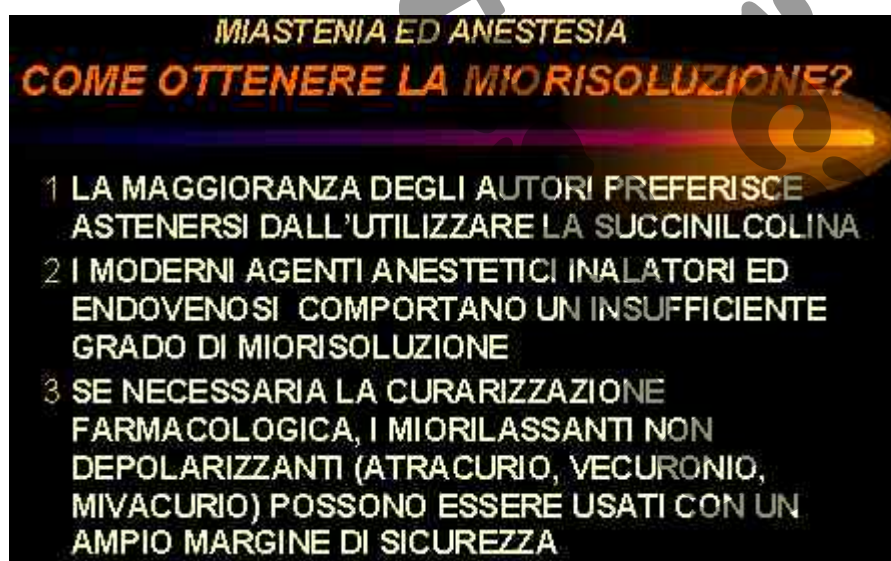 MIASTENIA ED ANESTESIA
COME OTTENERE LA MIORISOLUZIONE?
1 LA MAGGIORANZA DEGLI AUTORI PREFERISCE
ASTENERSI DALL'UTILIZZARE LA SUCCINILCOLINA
2 I MODERNI AGENTI ANESTETICI INALATORI ED
ENDOVENOSI COMPORTANO UN INSUFFICIENTE
GRADO DI MIORISOLUZIONE
3 SE NECESSARIA LA CURARIZZAZIONE
FARMACOLOGICA, I MIORILASSANTI NON
DEPOLARIZZANTI (ATRACURIO, VECURONIO,
MIVACURIO) POSSONO ESSERE USATI CON UN
AMPIO MARGINE DI SICUREZZA